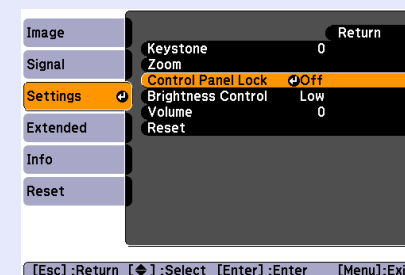 Image
Signal
Settings
Extended
Info
Reset
Return
Keystone 0
Zoom
Control Panel Lock Off
Brightness Control Low
Volume 0
Reset
[Esc] :Return [◆] :Select [Enter] :Enter [Menu]:Exi